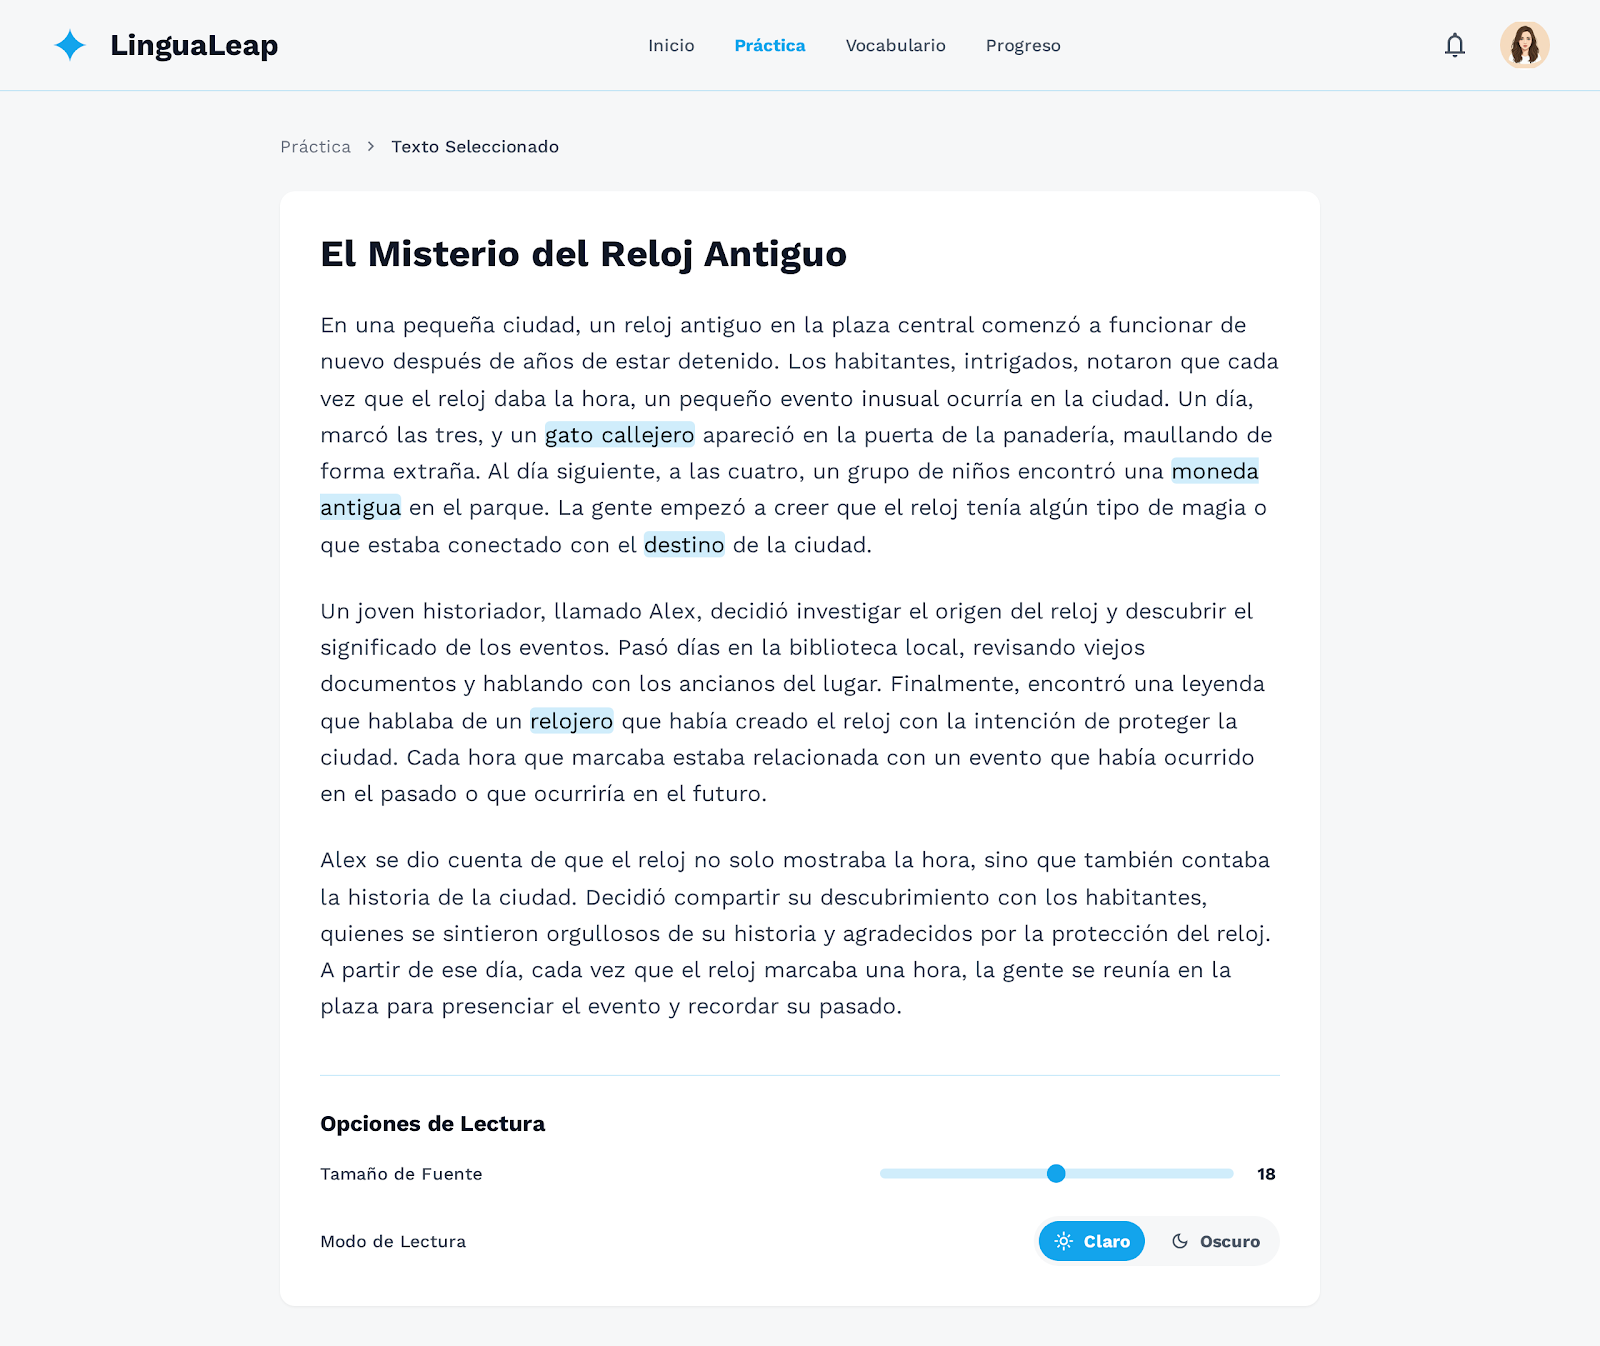 LinguaLeap
Inicio Práctica Vocabulario Progreso
Práctica > Texto Seleccionado
El Misterio del Reloj Antiguo
En una pequeña ciudad, un reloj antiguo en la plaza central comenzó a funcionar de
nuevo después de años de estar detenido. Los habitantes, intrigados, notaron que cada
vez que el reloj daba la hora, un pequeño evento inusual ocurría en la ciudad. Un día,
marcó las tres, y un gato callejero apareció en la puerta de la panadería, maullando de
forma extraña. Al día siguiente, a las cuatro, un grupo de niños encontró una moneda
antigua en el parque. La gente empezó a creer que el reloj tenía algún tipo de magia o
que estaba conectado con el destino de la ciudad.
Un joven historiador, llamado Alex, decidió investigar el origen del reloj y descubrir el
significado de los eventos. Pasó días en la biblioteca local, revisando viejos
documentos y hablando con los ancianos del lugar. Finalmente, encontró una leyenda
que hablaba de un relojero que había creado el reloj con la intención de proteger la
ciudad. Cada hora que marcaba estaba relacionada con un evento que había ocurrido
en el pasado o que ocurriría en el futuro.
Alex se dio cuenta de que el reloj no solo mostraba la hora, sino que también contaba
la historia de la ciudad. Decidió compartir su descubrimiento con los habitantes,
quienes se sintieron orgullosos de su historia y agradecidos por la protección del reloj.
A partir de ese día, cada vez que el reloj marcaba una hora, la gente se reunía en la
plaza para presenciar el evento y recordar su pasado.
Opciones de Lectura
Tamaño de Fuente 18
Modo de Lectura Claro Oscuro